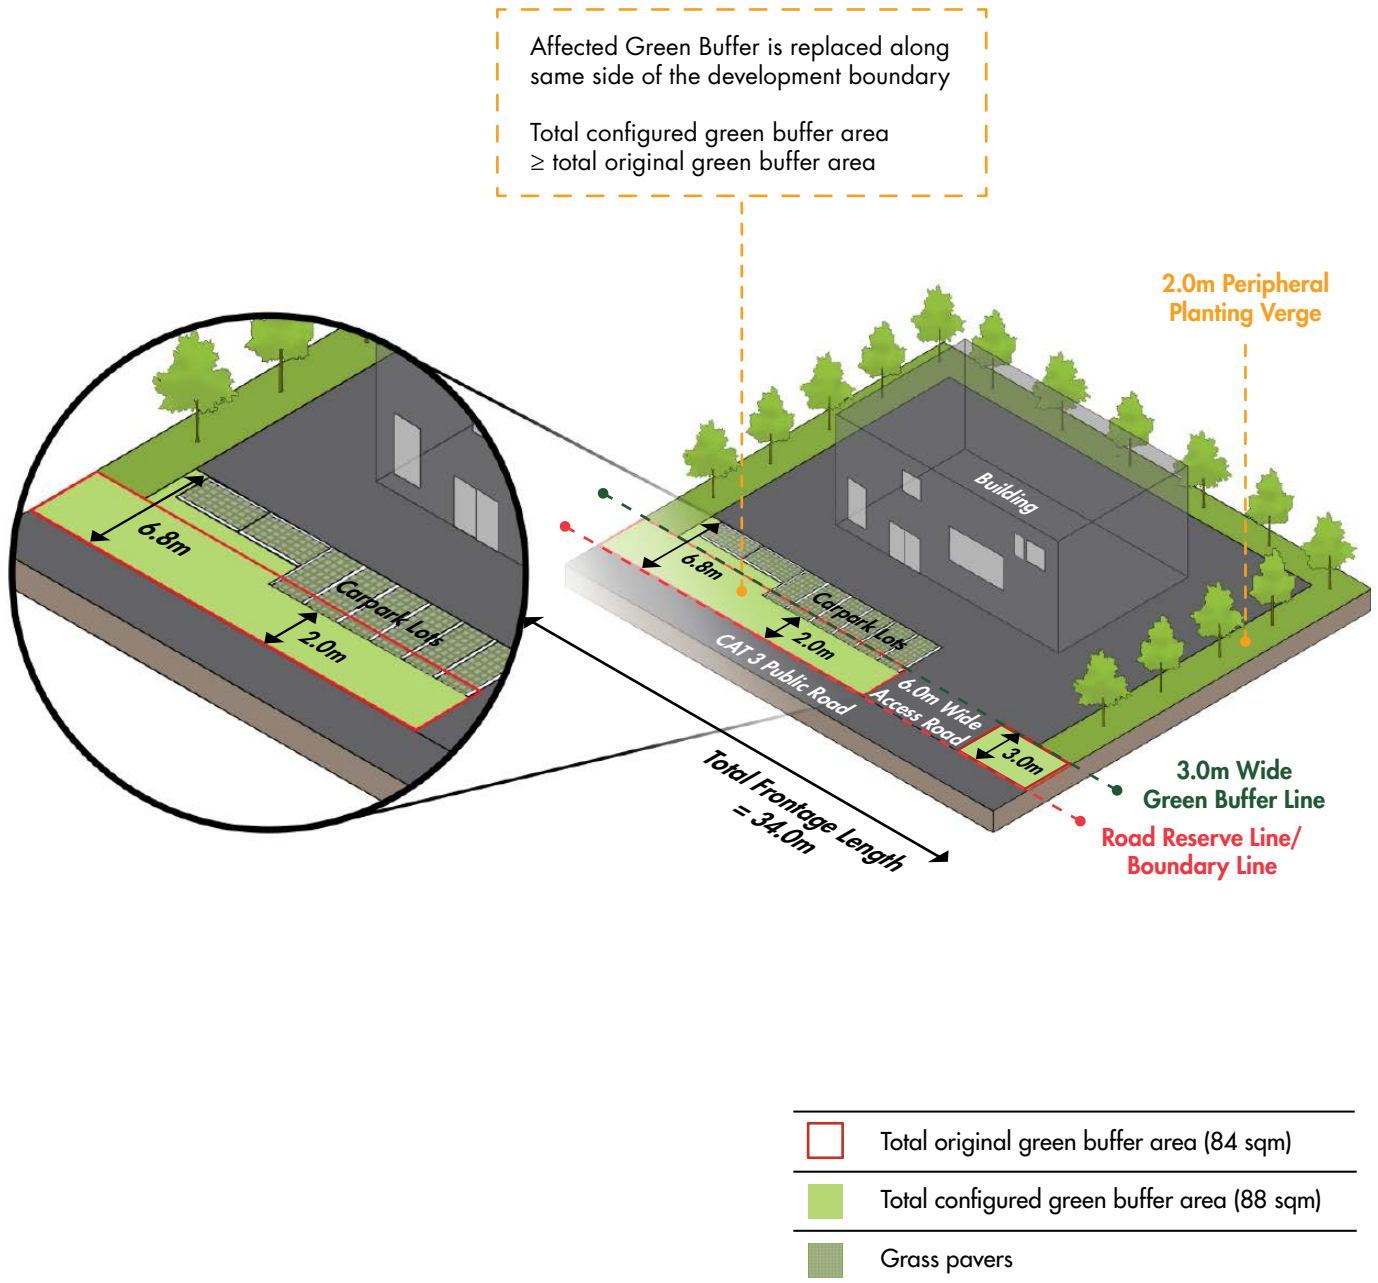 Affected Green Buffer is replaced along
same side of the development boundary
Total configured green buffer area
≥ total original green buffer area
2.0m Peripheral
Planting Verge
6.8m
Carpark Lots
2.0m
Building
6.8m
Carpark Lots
2.0m
CAT 3 Public Road
6.0m Wide
Access Road
3.0m
Total Frontage Length
= 34.0m
3.0m Wide
Green Buffer Line
Road Reserve Line/
Boundary Line
Total original green buffer area (84 sqm)
Total configured green buffer area (88 sqm)
Grass pavers